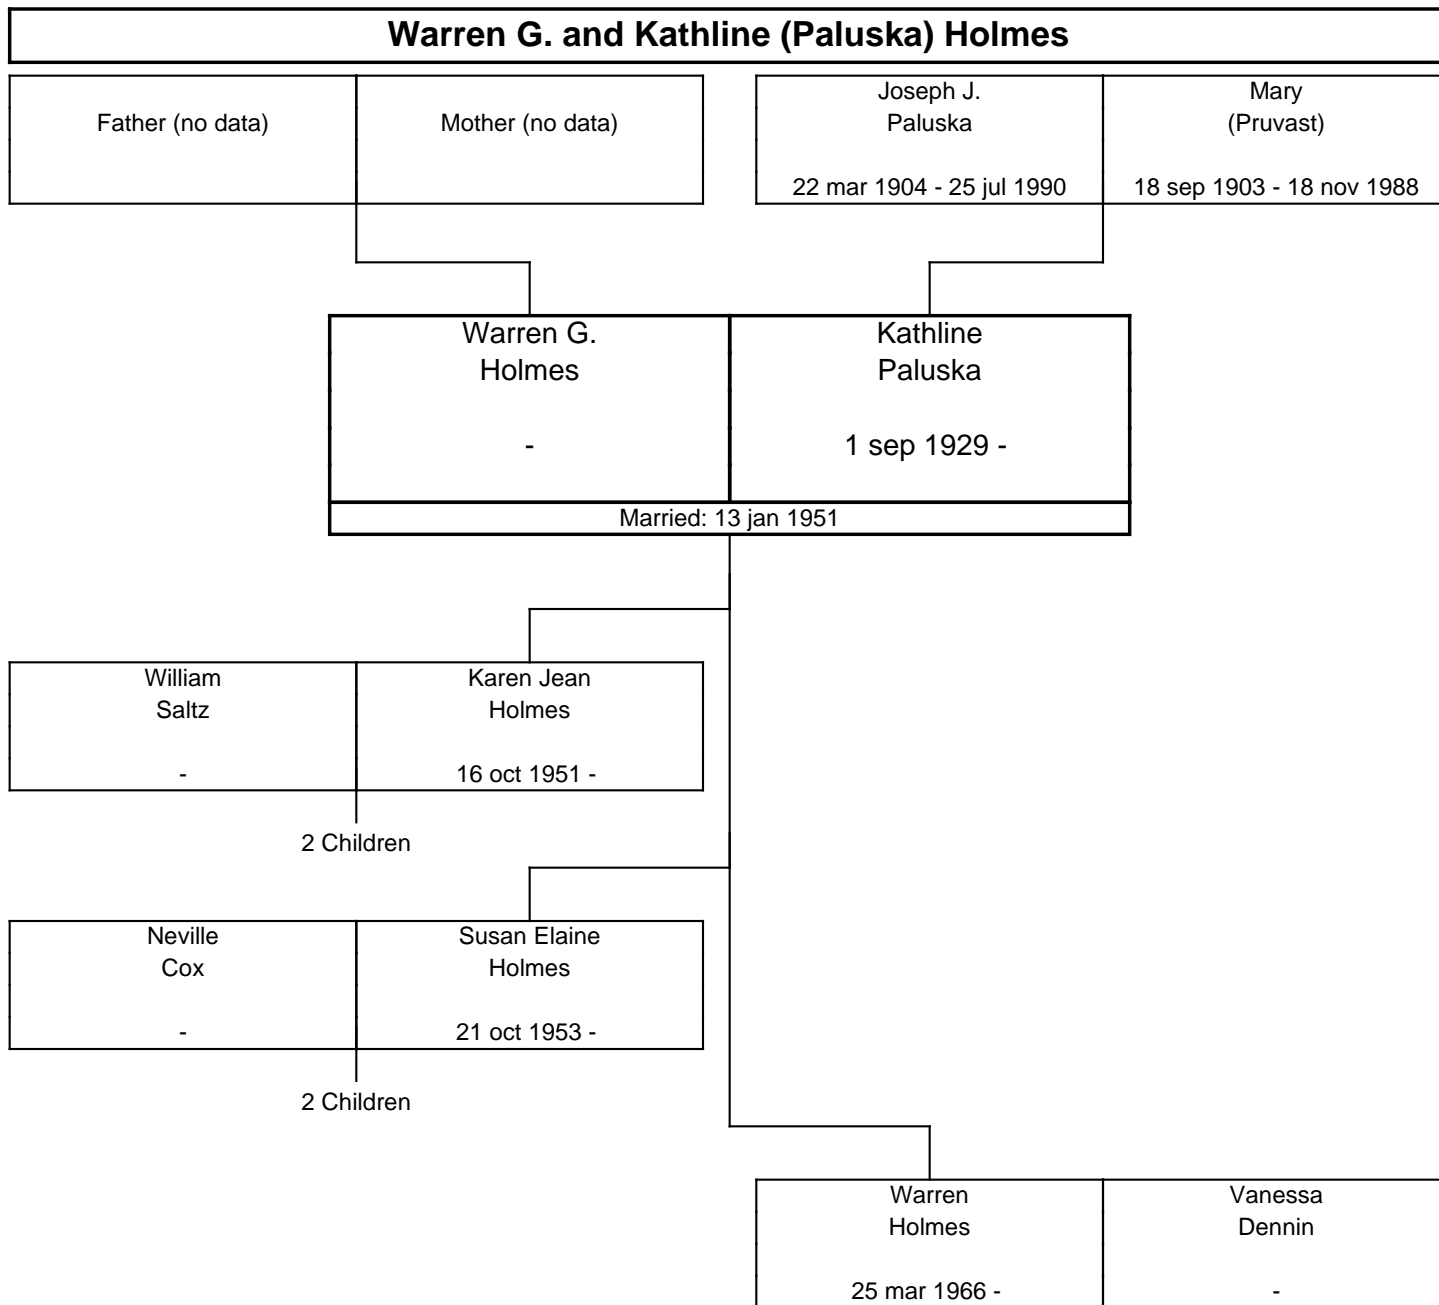 Warren G. and Kathline (Paluska) Holmes
Father (no data)
Mother (no data)
Joseph J.
Paluska
22 mar 1904 - 25 jul 1990
Mary
(Pruvast)
18 sep 1903 - 18 nov 1988
Warren G.
Holmes
-
Kathline
Paluska
1 sep 1929 -
Married: 13 jan 1951
William
Saltz
-
Karen Jean
Holmes
16 oct 1951 -
2 Children
Neville
Cox
-
Susan Elaine
Holmes
21 oct 1953 -
2 Children
Warren
Holmes
25 mar 1966 -
Vanessa
Dennin
-